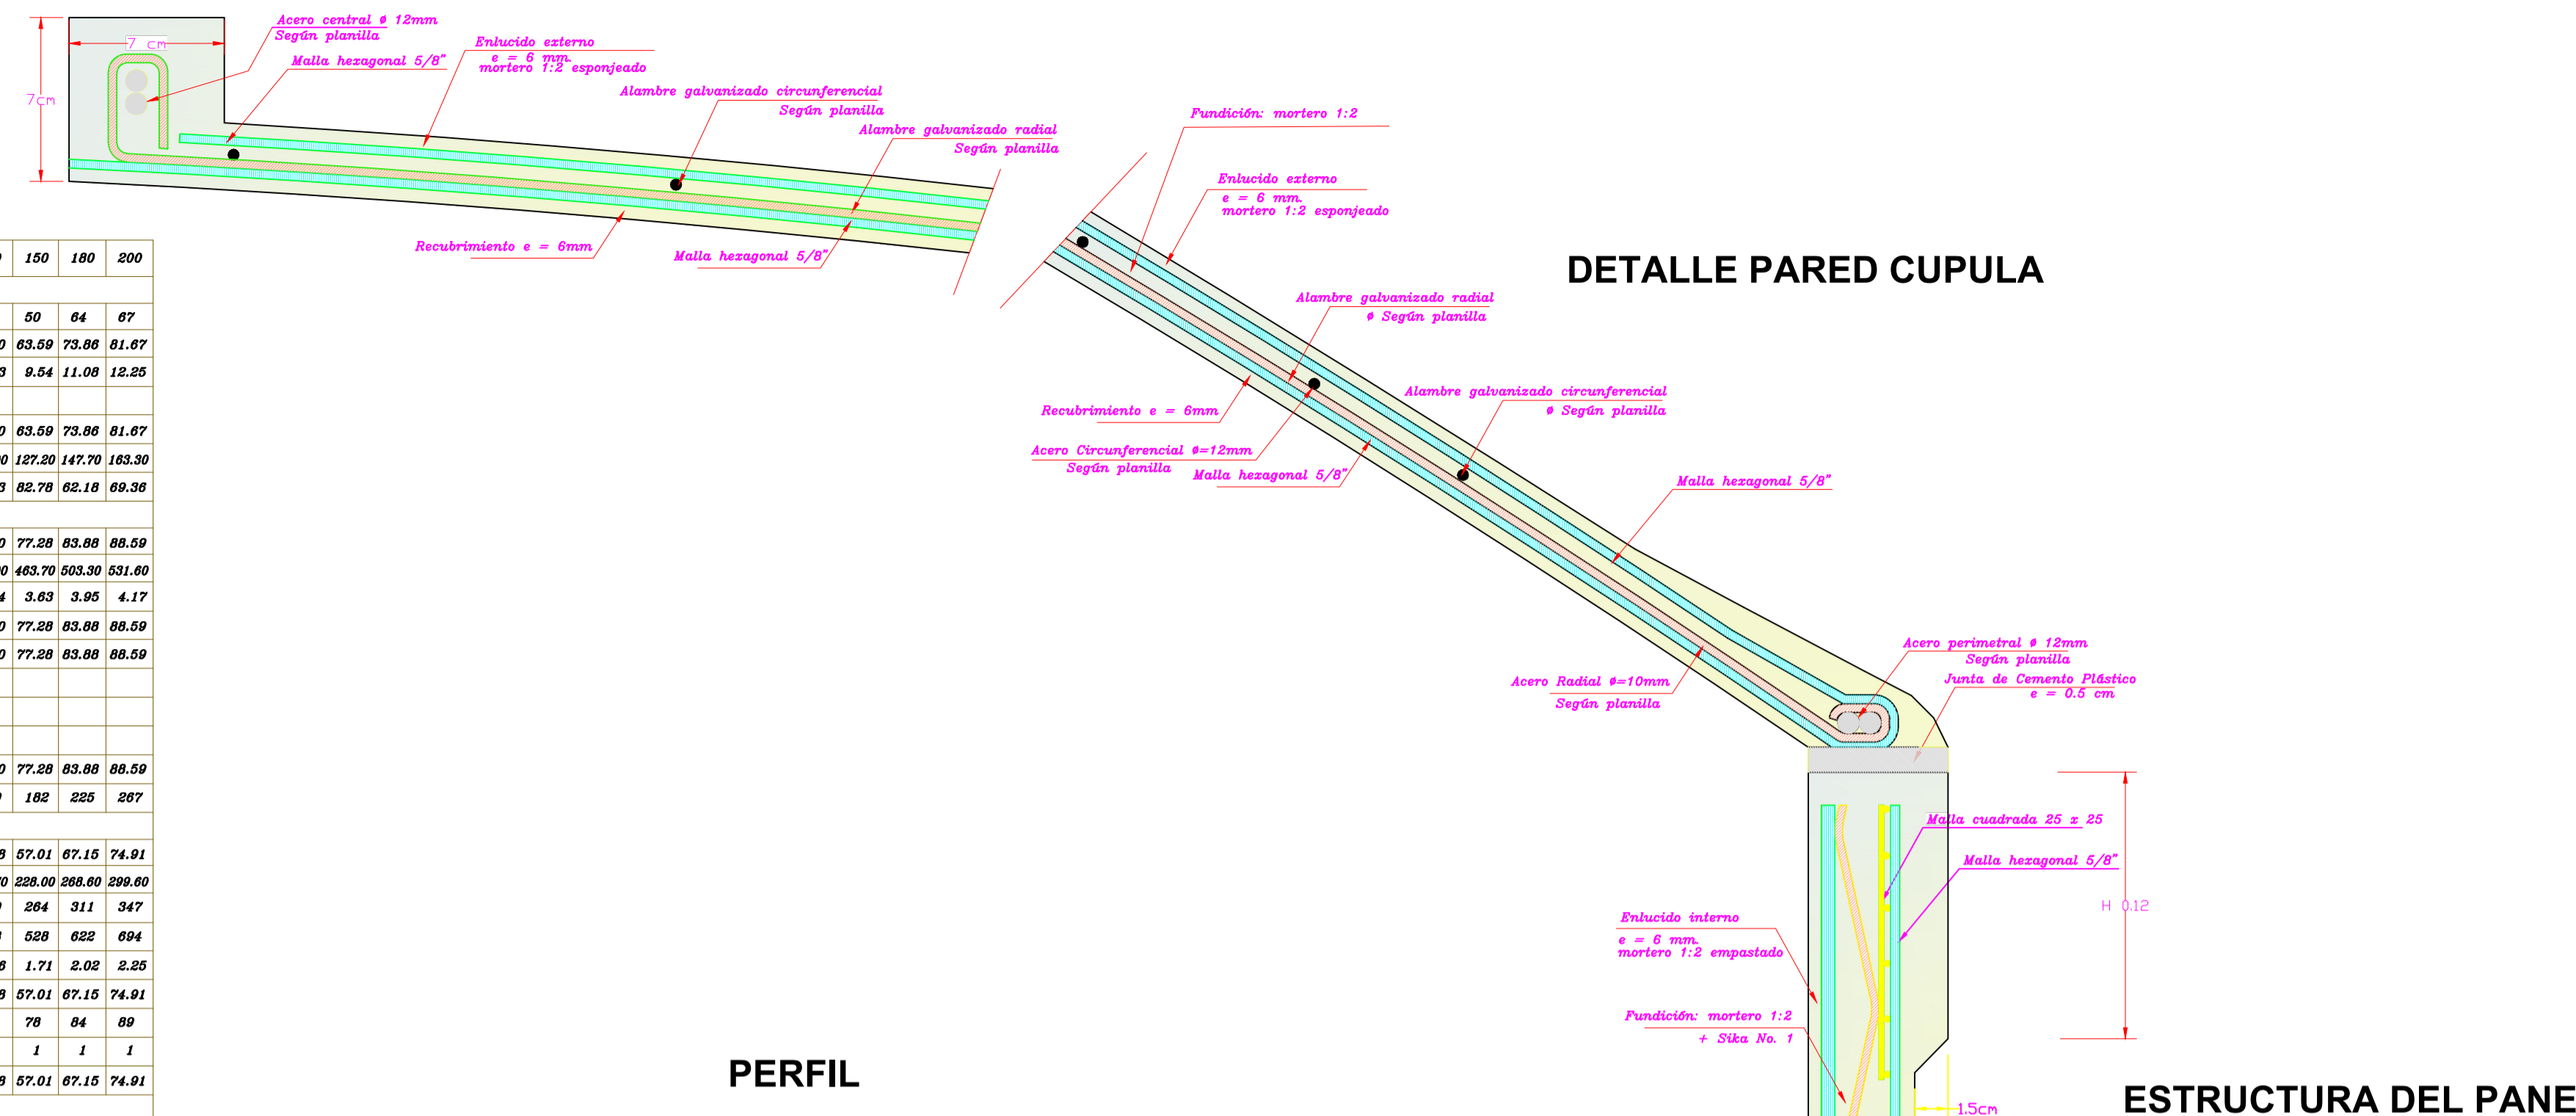 Acero central ø 12mm
Según planilla
7 cm
7cm
Malla hexagonal 5/8"
Enlucido externo
e = 6 mm.
mortero 1:2 esponjeado
Alambre galvanizado circunferencial
Según planilla
Alambre galvanizado radial
Según planilla
Recubrimiento e = 6mm
Malla hexagonal 5/8"
Fundición: mortero 1:2
Enlucido externo
e = 6 mm.
mortero 1:2 esponjeado
DETALLE PARED CUPULA
Alambre galvanizado radial
ø Según planilla
Alambre galvanizado circunferencial
ø Según planilla
Recubrimiento e = 6mm
Acero Circunferencial ø=12mm
Según planilla
Malla hexagonal 5/8"
Malla hexagonal 5/8"
Acero Radial ø=10mm
Según planilla
Acero perimetral ø 12mm
Según planilla
Junta de Cemento Plástico
e = 0.5 cm
Malla cuadrada 25 x 25
Malla hexagonal 5/8"
H 0.12
Enlucido interno
e = 6 mm.
mortero 1:2 empastado
Fundición: mortero 1:2
+ Sika No. 1
1.5cm
PERFIL
ESTRUCTURA DEL PANE
150 180 200
50 64 67
63.59 73.86 81.67
9.54 11.08 12.25
63.59 73.86 81.67
127.20 147.70 163.30
82.78 62.18 69.36
77.28 83.88 88.59
463.70 503.30 531.60
3.63 3.95 4.17
77.28 83.88 88.59
77.28 83.88 88.59
77.28 83.88 88.59
182 225 267
57.01 67.15 74.91
228.00 268.60 299.60
264 311 347
528 622 694
1.71 2.02 2.25
57.01 67.15 74.91
78 84 89
1 1 1
57.01 67.15 74.91